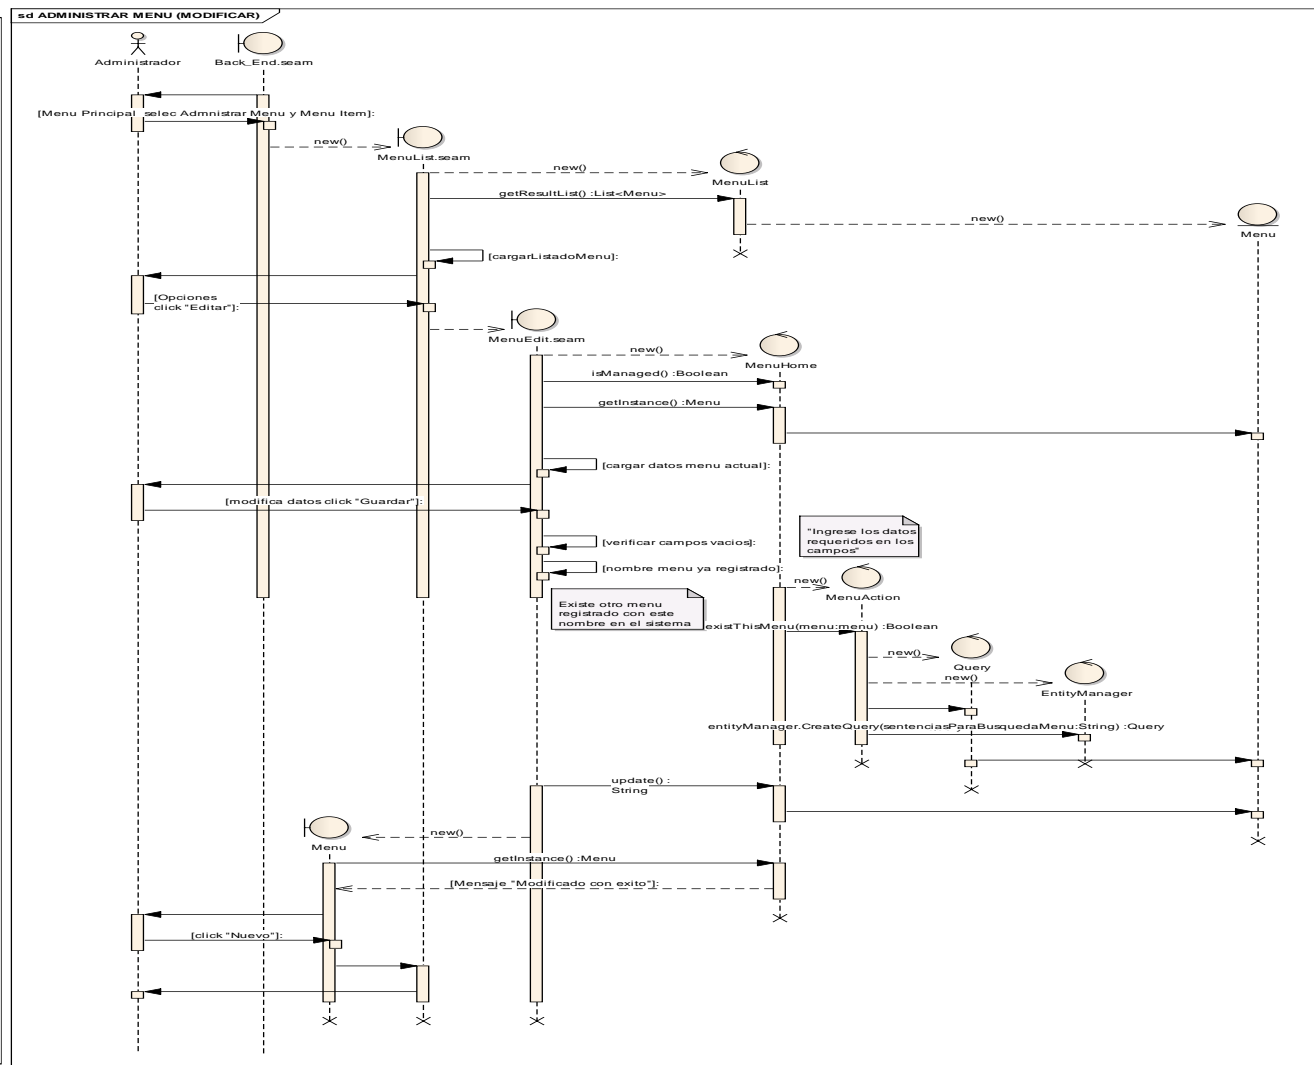 sd ADMINISTRAR MENU (MODIFICAR)
Administrador
Back_End.seam
[Menu Principal selec Admnistrar Menu y Menu Item]:
new()
MenuList.seam
new()
MenuList
getResultList() :List<Menu>
new()
Menu
[cargarListadoMenu]:
[Opciones
click "Editar"]:
MenuEdit.seam
new()
MenuHome
isManaged() :Boolean
getInstance() :Menu
[cargar datos menu actual]:
[modifica datos click "Guardar"]:
"Ingrese los datos
requeridos en los
campos"
[verificar campos vacios]:
[nombre menu ya registrado]:
new()
MenuAction
Existe otro menu
registrado con este
nombre en el sistema
existThisMenu(menu:menu) :Boolean
new()
Query
new()
EntityManager
entityManager.CreateQuery(sentenciasParaBusquedaMenu:String) :Query
update() :
String
new()
Menu
getInstance() :Menu
[Mensaje "Modificado con exito"]:
[click "Nuevo"]: